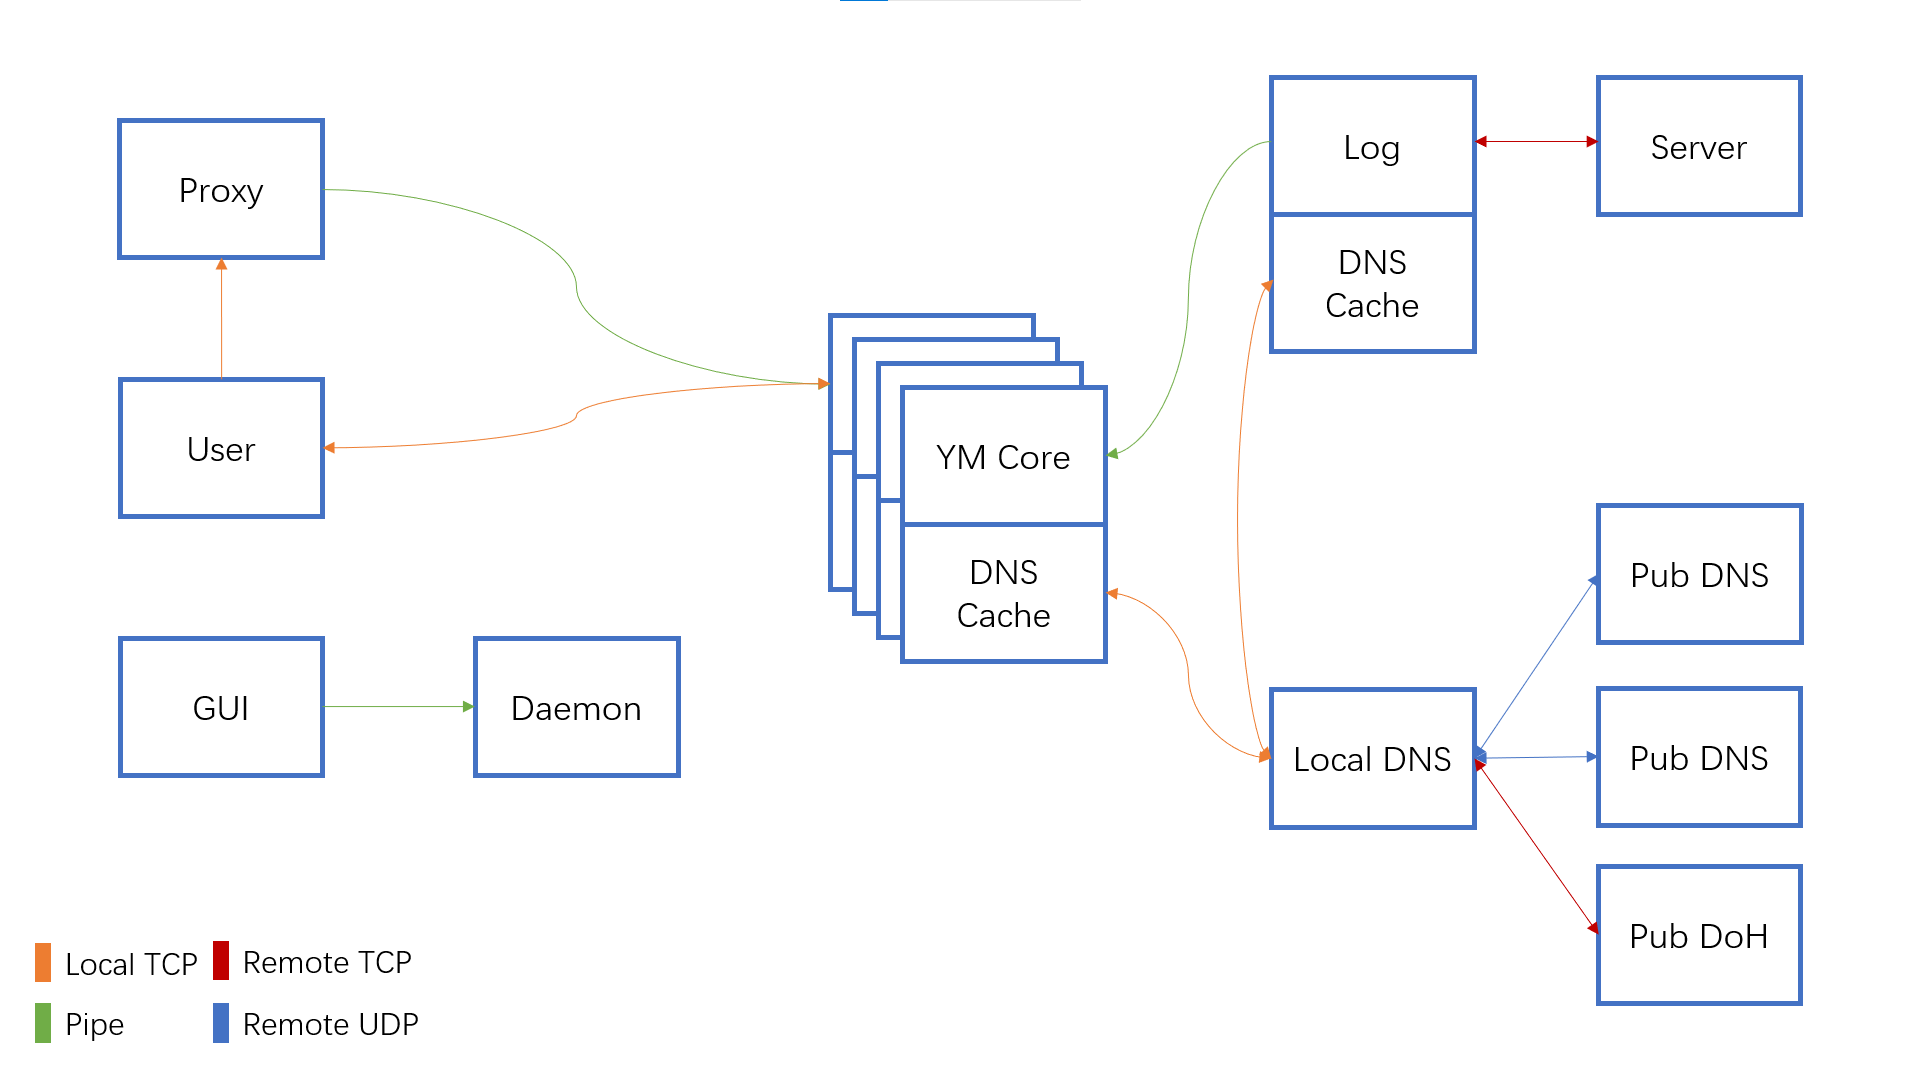 Proxy
User
GUI
Daemon
YM Core
DNS
Cache
Log
DNS
Cache
Server
Local DNS
Pub DNS
Pub DNS
Pub DoH
Local TCP
Remote TCP
Pipe
Remote UDP